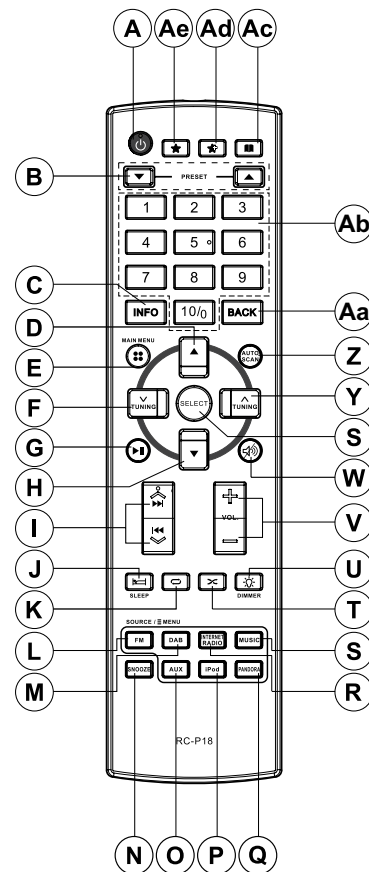 A Ae Ad Ac
B PRESET
1 2 3 Ab
4 5 6
7 8 9
C INFO 10/0 BACK Aa
D
E MAIN MENU AUTO SCAN Z
F TUNING SELECT TUNING Y
S
G W
H
I VOL. V
J SLEEP DIMMER U
K T
SOURCE / MENU
L FM DAB INTERNET RADIO MUSIC S
M SNOOZE AUX iPod PANDORA R
RC-P18
N O P Q